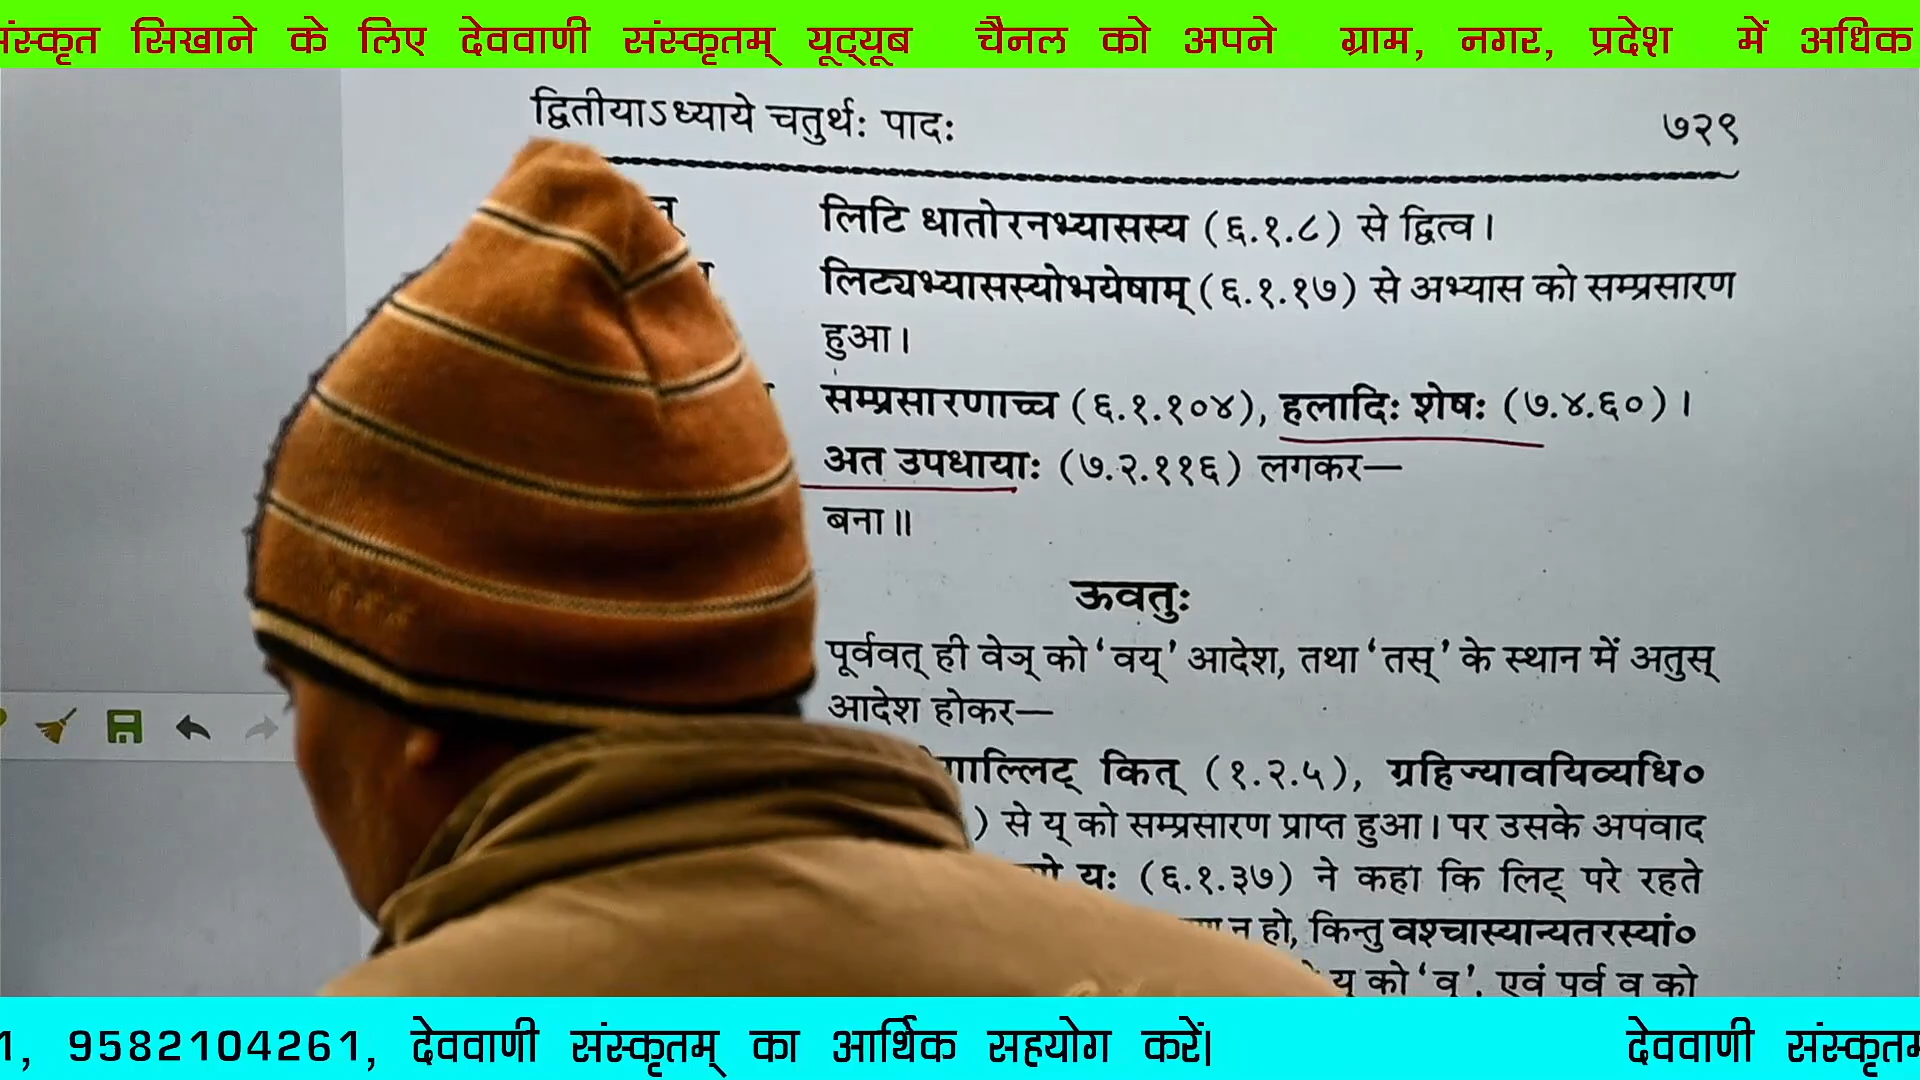 संस्कृत सिखाने के लिए देववाणी संस्कृतम् यूट्यूब चैनल को अपने ग्राम, नगर, प्रदेश में अधिक
द्वितीयाऽध्याये चतुर्थः पादः ७२९
लिटि धातोरनभ्यासस्य (६.१.८) से द्वित्व।
लिट्यभ्यासस्योभयेषाम् (६.१.१७) से अभ्यास को सम्प्रसारण
हुआ।
सम्प्रसारणाच्च (६.१.१०४), हलादिः शेषः (७.४.६०)।
अत उपधायाः (७.२.११६) लगकर—
बना॥
ऊवतुः
पूर्ववत् ही वेञ् को ‘वय्’ आदेश, तथा ‘तस्’ के स्थान में अतुस्
आदेश होकर—
कित् (१.२.५), ग्रहिज्यावयिव्यधि०
) से य् को सम्प्रसारण प्राप्त हुआ। पर उसके अपवाद
यः (६.१.३७) ने कहा कि लिट् परे रहते
न हो, किन्तु वश्चास्यान्यतरस्यां०
य् को ‘व्’, एवं पूर्व व को
1, 9582104261, देववाणी संस्कृतम् का आर्थिक सहयोग करें। देववाणी संस्कृतम